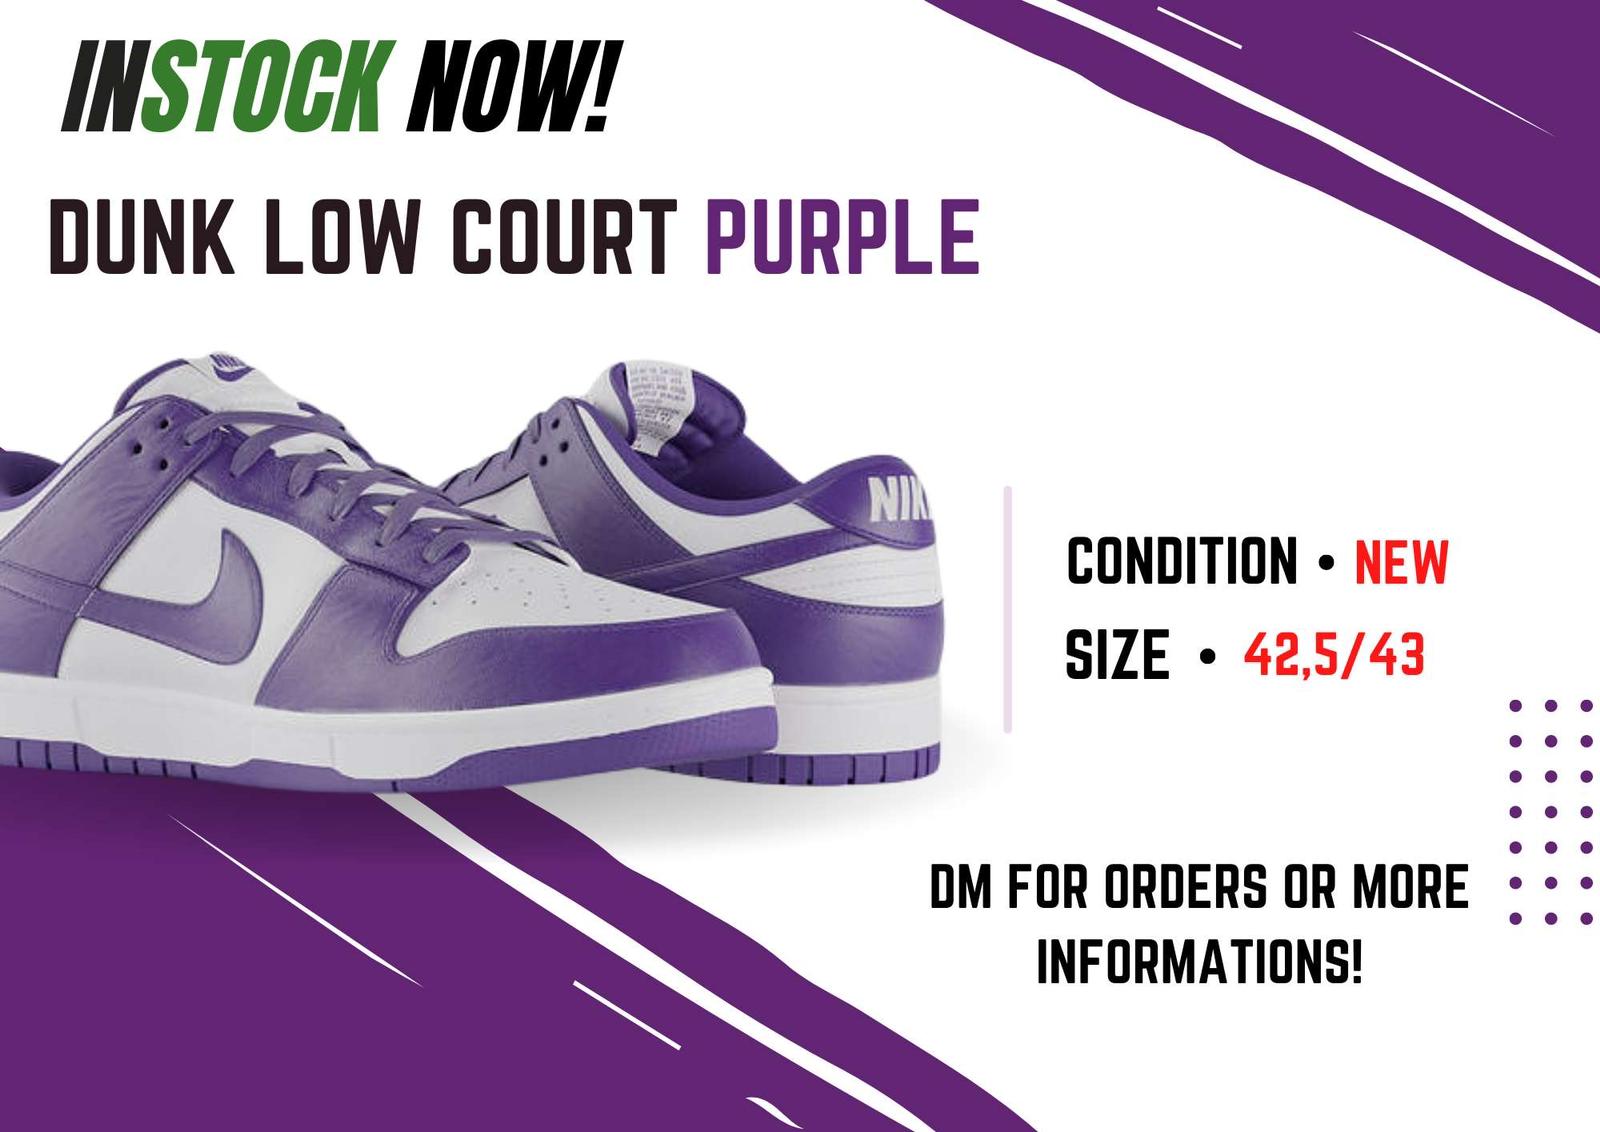 INSTOCK NOW!
DUNK LOW COURT PURPLE
NIKE
CONDITION • NEW
SIZE • 42,5/43
DM FOR ORDERS OR MORE
INFORMATIONS!